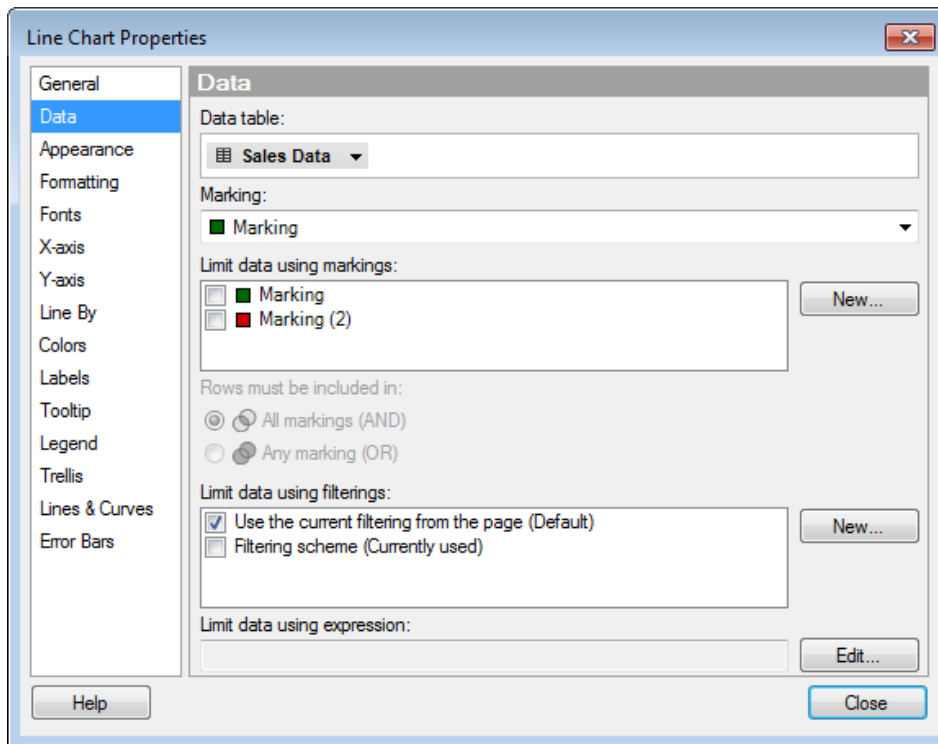 Line Chart Properties
General
Data
Appearance
Formatting
Fonts
X-axis
Y-axis
Line By
Colors
Labels
Tooltip
Legend
Trellis
Lines & Curves
Error Bars
Data
Data table:
Sales Data
Marking:
Marking
Limit data using markings:
Marking
Marking (2)
New...
Rows must be included in:
All markings (AND)
Any marking (OR)
Limit data using filterings:
Use the current filtering from the page (Default)
Filtering scheme (Currently used)
New...
Limit data using expression:
Edit...
Help
Close